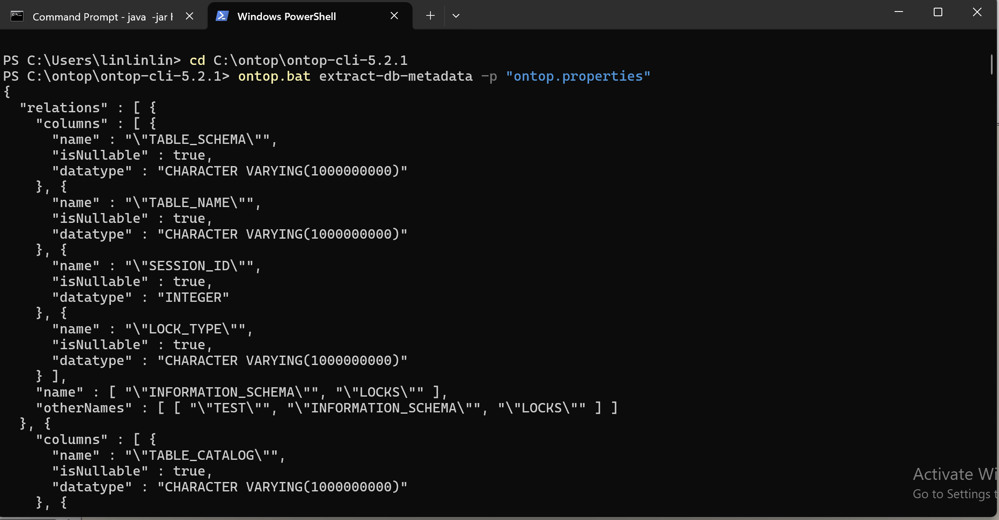 Command Prompt - java  -jar h
Windows PowerShell
PS C:\Users\linlinlin> cd C:\ontop\ontop-cli-5.2.1
PS C:\ontop\ontop-cli-5.2.1> ontop.bat extract-db-metadata -p "ontop.properties"
{
  "relations" : [ {
    "columns" : [ {
      "name" : "\"TABLE_SCHEMA\"",
      "isNullable" : true,
      "datatype" : "CHARACTER VARYING(1000000000)"
    }, {
      "name" : "\"TABLE_NAME\"",
      "isNullable" : true,
      "datatype" : "CHARACTER VARYING(1000000000)"
    }, {
      "name" : "\"SESSION_ID\"",
      "isNullable" : true,
      "datatype" : "INTEGER"
    }, {
      "name" : "\"LOCK_TYPE\"",
      "isNullable" : true,
      "datatype" : "CHARACTER VARYING(1000000000)"
    } ],
    "name" : [ "\"INFORMATION_SCHEMA\"", "\"LOCKS\"" ],
    "otherNames" : [ [ "\"TEST\"", "\"INFORMATION_SCHEMA\"", "\"LOCKS\"" ] ]
  }, {
    "columns" : [ {
      "name" : "\"TABLE_CATALOG\"",
      "isNullable" : true,
      "datatype" : "CHARACTER VARYING(1000000000)"
    }, {
Activate Wi
Go to Settings t